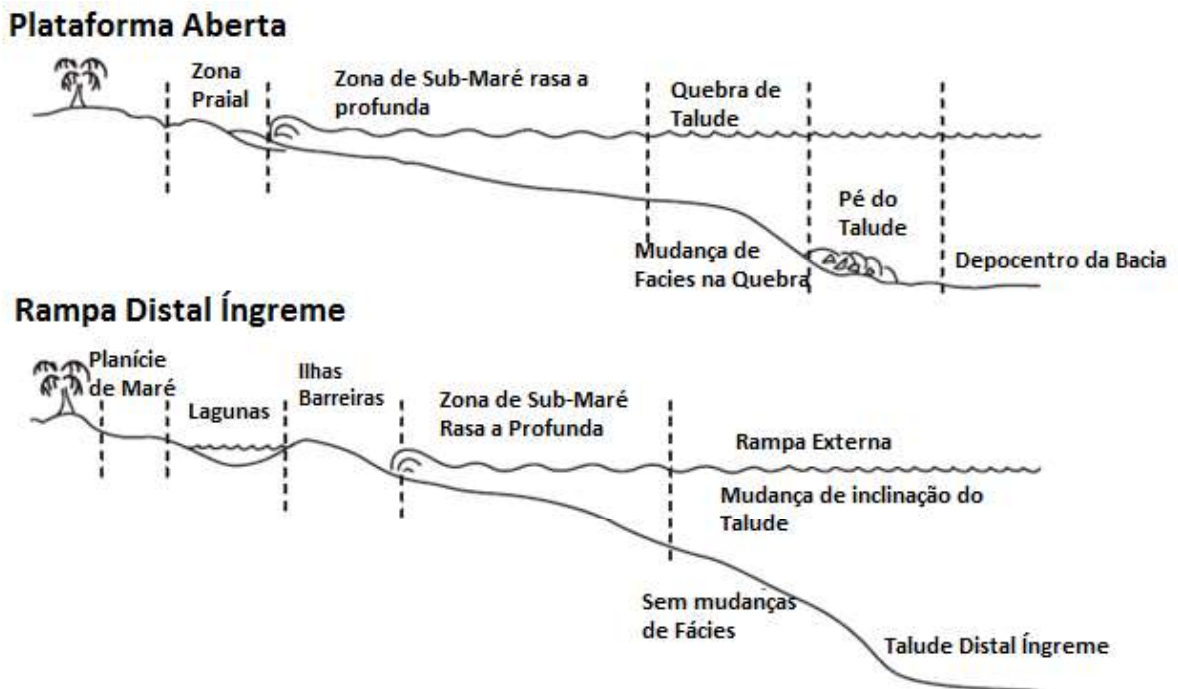 Plataforma Aberta
Zona
Praial
Zona de Sub-Maré rasa a
profunda
Quebra de
Talude
Pé do
Talude
Mudança de
Facies na Quebra
Depocentro da Bacia
Rampa Distal Íngreme
Planície
de Maré
Lagunas
Ilhas
Barreiras
Zona de Sub-Maré
Rasa a Profunda
Rampa Externa
Mudança de inclinação do
Talude
Sem mudanças
de Fácies
Talude Distal Íngreme